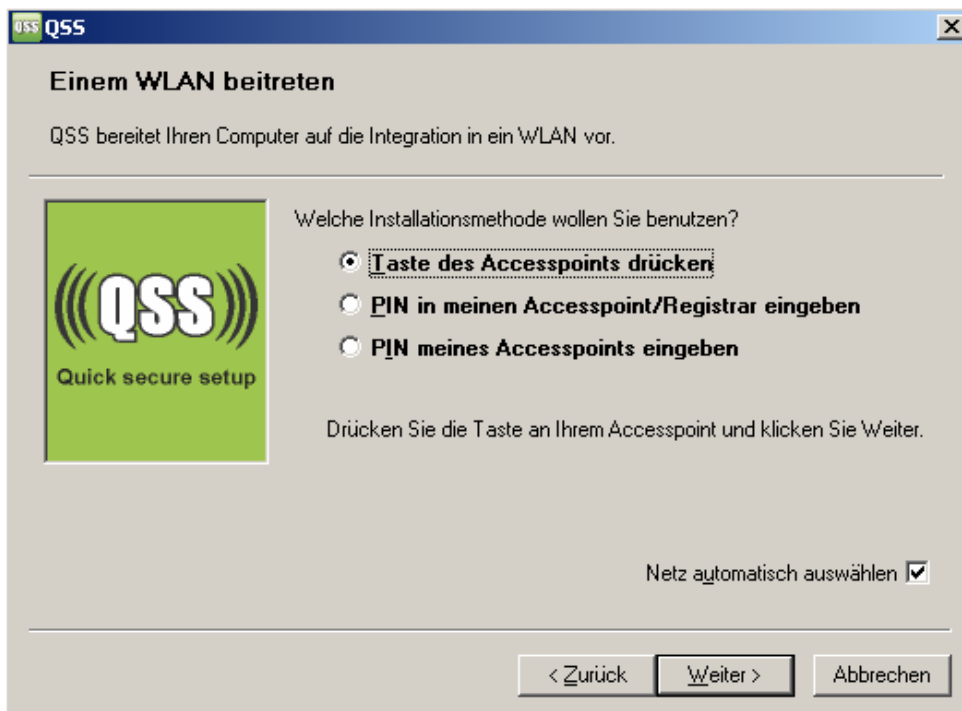 QSS QSS
Einem WLAN beitreten
QSS bereitet Ihren Computer auf die Integration in ein WLAN vor.
Welche Installationsmethode wollen Sie benutzen?
Taste des Accesspoints drücken
PIN in meinen Accesspoint/Registrar eingeben
PIN meines Accesspoints eingeben
QSS
Quick secure setup
Drücken Sie die Taste an Ihrem Accesspoint und klicken Sie Weiter.
Netz automatisch auswählen
< Zurück
Weiter >
Abbrechen